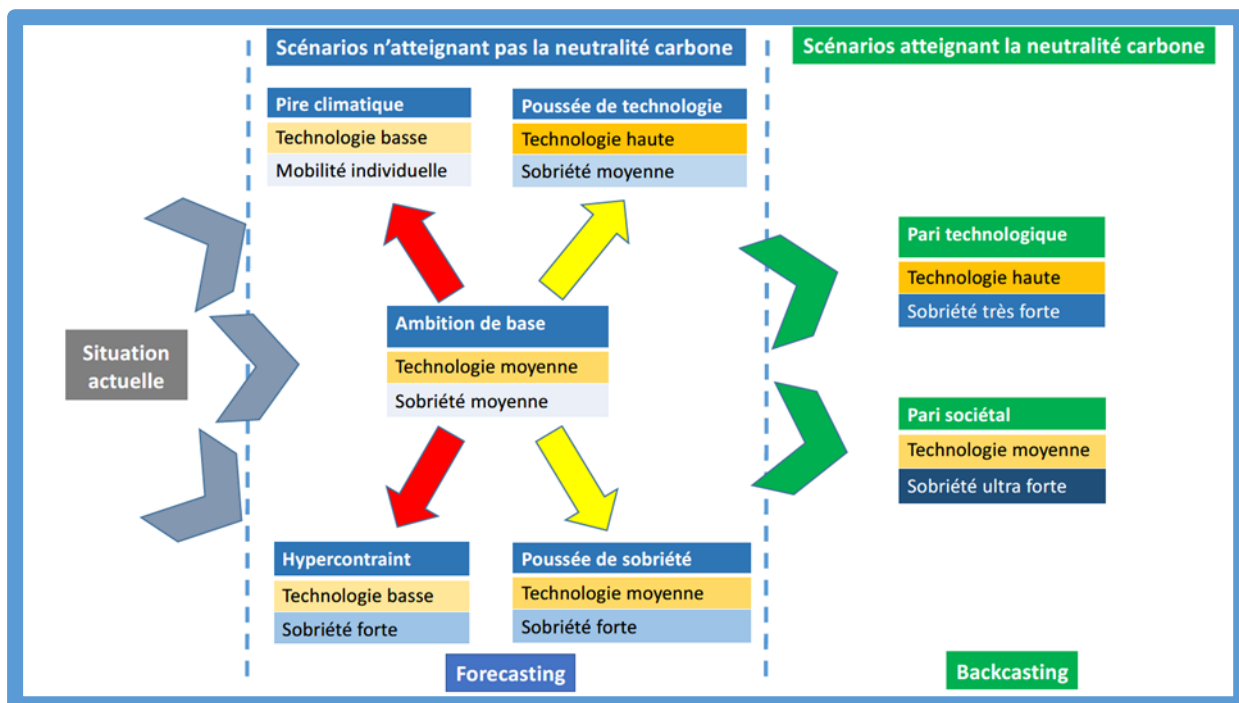 Scénarios n'atteignant pas la neutralité carbone
Scénarios atteignant la neutralité carbone
Pire climatique
Technologie basse
Mobilité individuelle
Poussée de technologie
Technologie haute
Sobriété moyenne
Situation
actuelle
Ambition de base
Technologie moyenne
Sobriété moyenne
Pari technologique
Technologie haute
Sobriété très forte
Pari sociétal
Technologie moyenne
Sobriété ultra forte
Hypercontraint
Technologie basse
Sobriété forte
Poussée de sobriété
Technologie moyenne
Sobriété forte
Forecasting
Backcasting